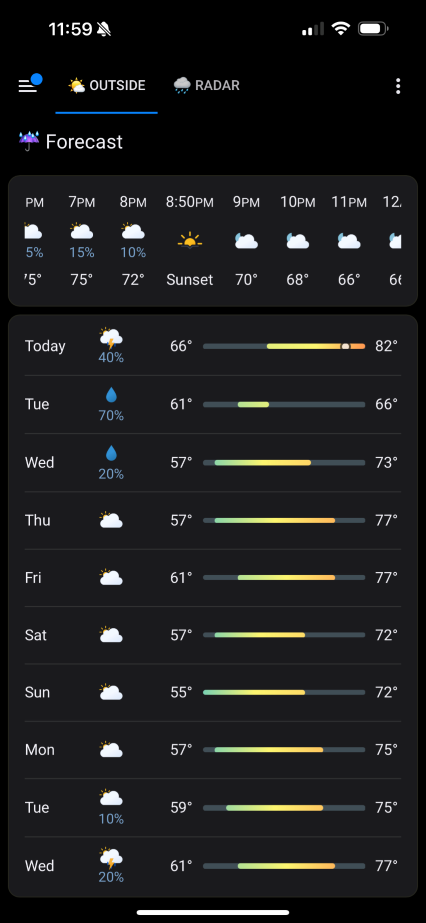 11:59
OUTSIDE RADAR
Forecast
PM 7PM 8PM 8:50PM 9PM 10PM 11PM 12
5% 15% 10%
75° 75° 72° Sunset 70° 68° 66° 66
Today 40% 66° 82°
Tue 70% 61° 66°
Wed 20% 57° 73°
Thu 57° 77°
Fri 61° 77°
Sat 57° 72°
Sun 55° 72°
Mon 57° 75°
Tue 10% 59° 75°
Wed 20% 61° 77°